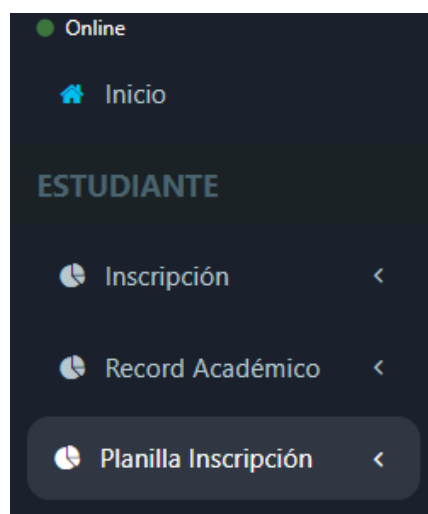 Online
Inicio
ESTUDIANTE
Inscripción
Record Académico
Planilla Inscripción